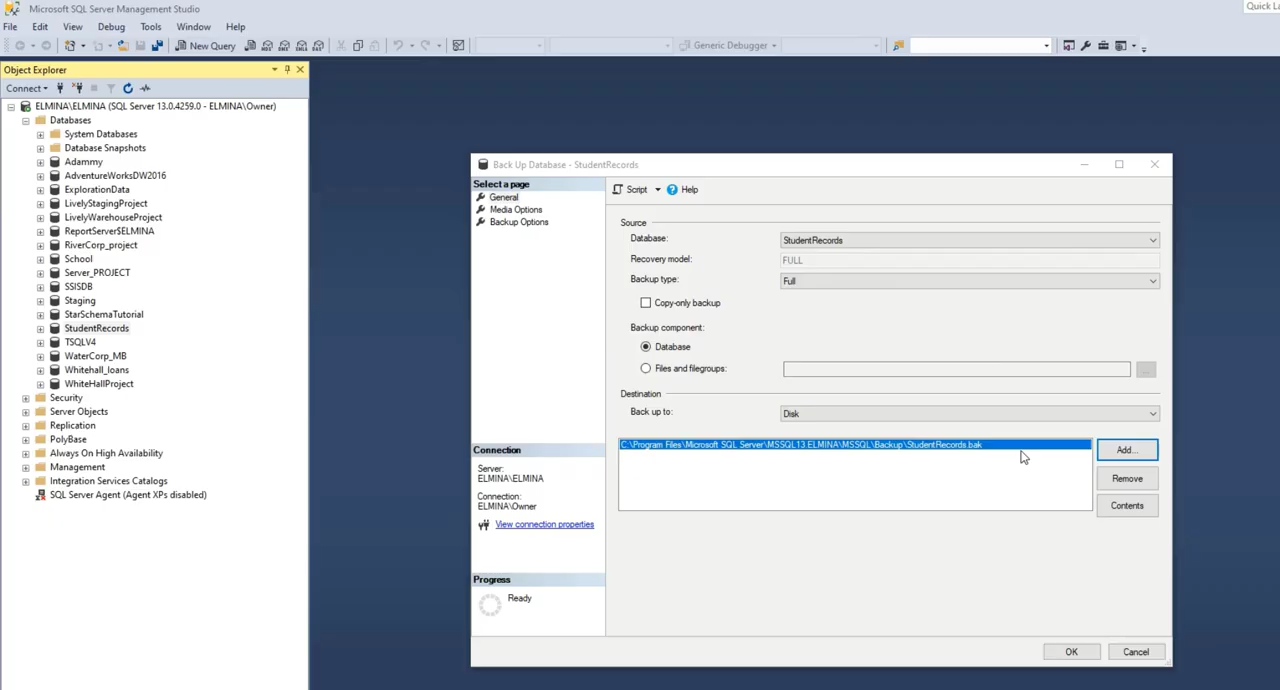 Microsoft SQL Server Management Studio
Quick La
File Edit View Debug Tools Window Help
New Query
Generic Debugger
Object Explorer
Connect
ELMINA\ELMINA (SQL Server 13.0.4259.0 - ELMINA\Owner)
Databases
System Databases
Database Snapshots
Adammy
AdventureWorksDW2016
ExplorationData
LivelyStagingProject
LivelyWarehouseProject
ReportServer$ELMINA
RiverCorp_project
School
Server_PROJECT
SSISDB
Staging
StarSchemaTutorial
StudentRecords
TSQLV4
WaterCorp_MB
Whitehall_loans
WhiteHallProject
Security
Server Objects
Replication
PolyBase
Always On High Availability
Management
Integration Services Catalogs
SQL Server Agent (Agent XPs disabled)
Back Up Database - StudentRecords
Select a page
General
Media Options
Backup Options
Script
Help
Source
Database: StudentRecords
Recovery model: FULL
Backup type: Full
Copy-only backup
Backup component:
Database
Files and filegroups:
...
Destination
Back up to: Disk
C:\Program Files\Microsoft SQL Server\MSSQL13.ELMINA\MSSQL\Backup\StudentRecords.bak
Add...
Remove
Contents
Connection
Server:
ELMINA\ELMINA
Connection:
ELMINA\Owner
View connection properties
Progress
Ready
OK
Cancel